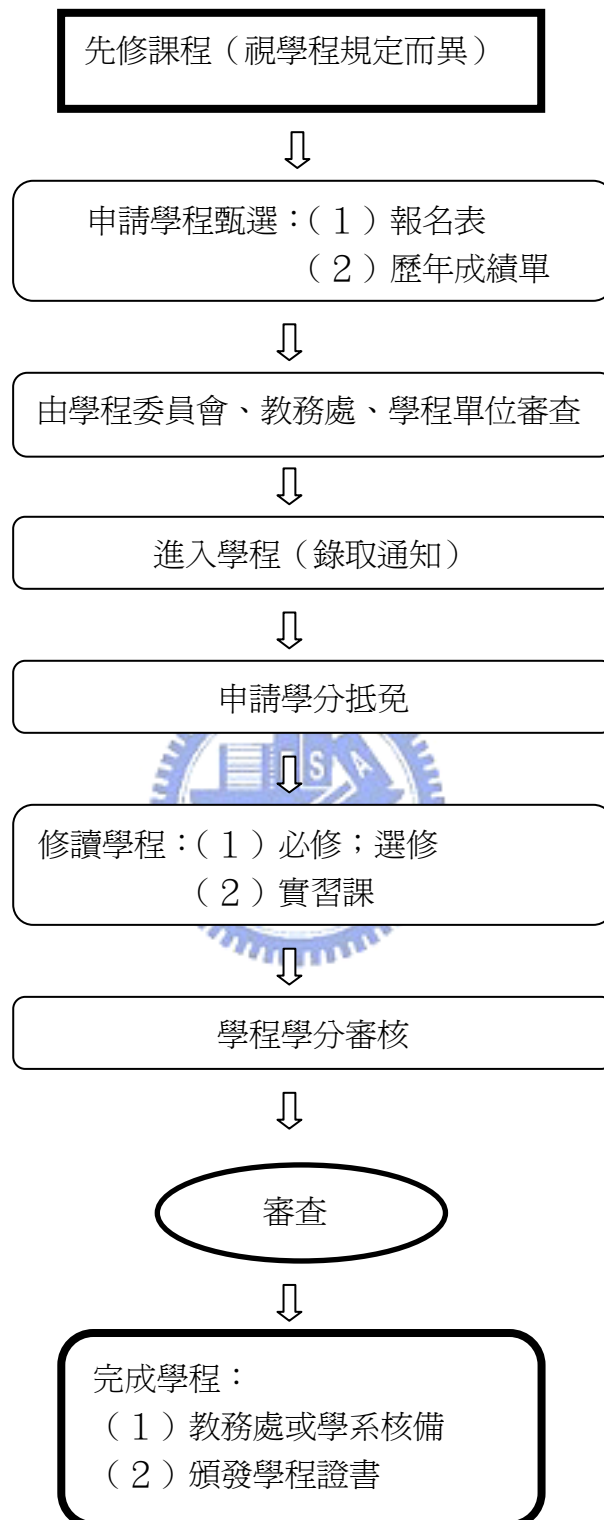 先修課程（視學程規定而異）
申請學程甄選：（１）報名表
（２）歷年成績單
由學程委員會、教務處、學程單位審查
進入學程（錄取通知）
申請學分抵免
E S A
修讀學程：（１）必修；選修
（２）實習課
學程學分審核
審查
完成學程：
（１）教務處或學系核備
（２）頒發學程證書